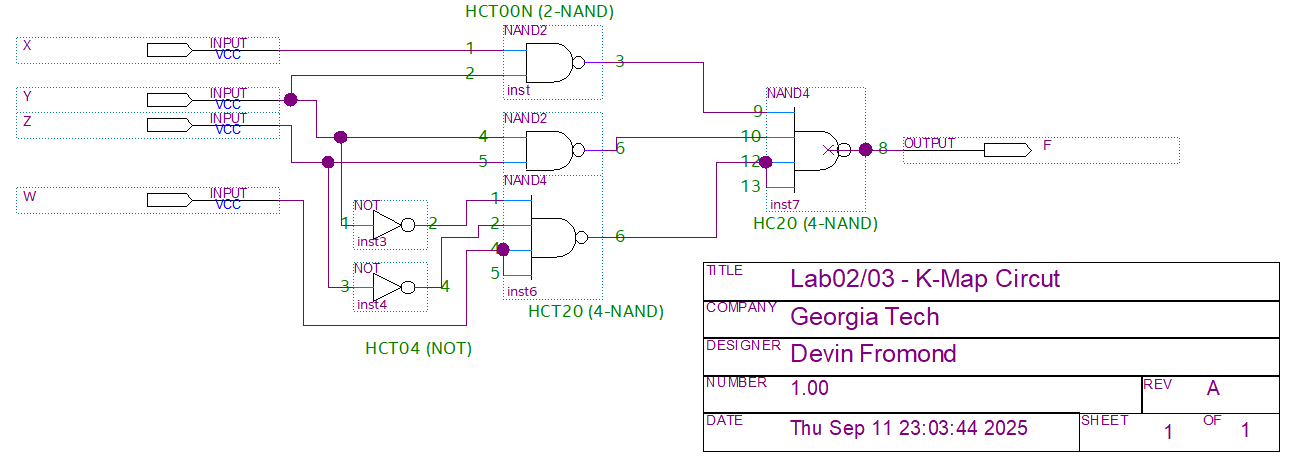 HCT00N (2-NAND)
NAND2
X
INPUT
VCC
1
2
3
inst
Y
INPUT
VCC
Z
INPUT
VCC
NAND2
4
5
6
NAND4
9
10
12
13
8
inst7
HC20 (4-NAND)
OUTPUT
F
W
INPUT
VCC
NAND4
1
2
4
5
6
inst6
HCT20 (4-NAND)
NOT
1
2
inst3
NOT
3
4
inst4
HCT04 (NOT)
TITLE Lab02/03 - K-Map Circut
COMPANY Georgia Tech
DESIGNER Devin Fromond
NUMBER 1.00 REV A
DATE Thu Sep 11 23:03:44 2025 SHEET 1 OF 1